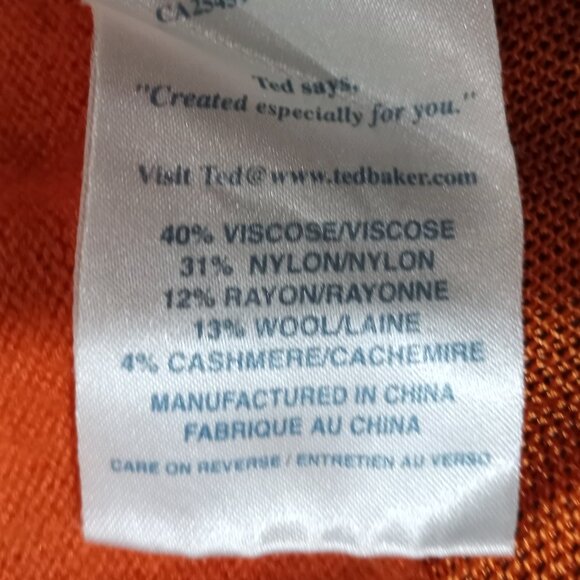 Ted says,
"Created especially for you."
Visit Ted@www.tedbaker.com
40% VISCOSE/VISCOSE
31% NYLON/NYLON
12% RAYON/RAYONNE
13% WOOL/LAINE
4% CASHMERE/CACHEMIRE
MANUFACTURED IN CHINA
FABRIQUE AU CHINA
CARE ON REVERSE / ENTRETIEN AU VERSO